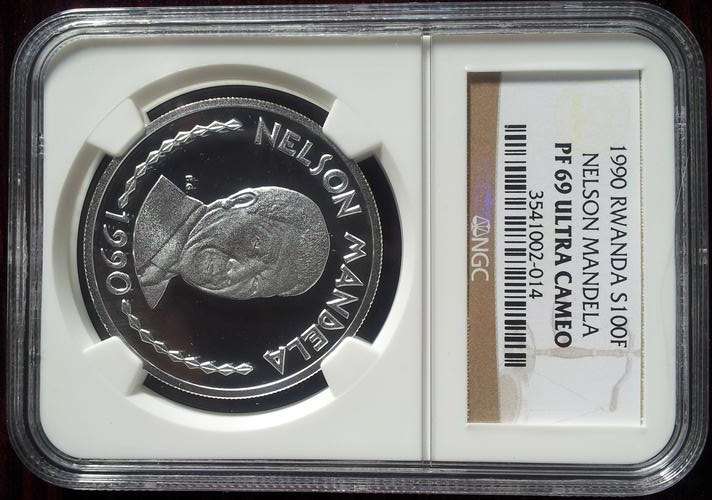 1990 RWANDA S100F
NELSON MANDELA
PF 69 ULTRA CAMEO
3541002-014
NGC
NELSON MANDELA
1990